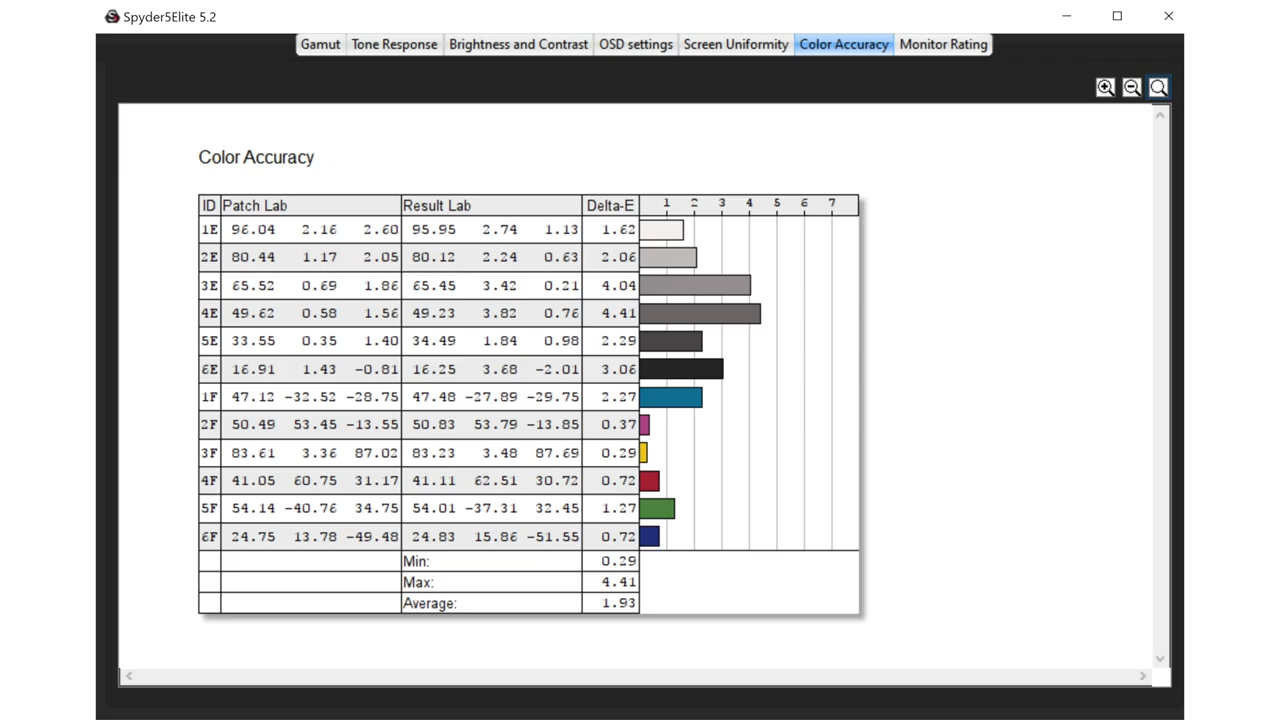 Spyder5Elite 5.2
Gamut Tone Response Brightness and Contrast OSD settings Screen Uniformity Color Accuracy Monitor Rating
Color Accuracy
ID Patch Lab Result Lab Delta-E 1 2 3 4 5 6 7
1E 96.04 2.16 2.60 95.95 2.74 1.13 1.62
2E 80.44 1.17 2.05 80.12 2.24 0.63 2.06
3E 65.52 0.69 1.86 65.45 3.42 0.21 4.04
4E 49.62 0.58 1.56 49.23 3.82 0.76 4.41
5E 33.55 0.35 1.40 34.49 1.84 0.98 2.29
6E 16.91 1.43 -0.81 16.25 3.68 -2.01 3.06
1F 47.12 -32.52 -28.75 47.48 -27.89 -29.75 2.27
2F 50.49 53.45 -13.55 50.83 53.79 -13.85 0.37
3F 83.61 3.36 87.02 83.23 3.48 87.69 0.29
4F 41.05 60.75 31.17 41.11 62.51 30.72 0.72
5F 54.14 -40.76 34.75 54.01 -37.31 32.45 1.27
6F 24.75 13.78 -49.48 24.83 15.86 -51.55 0.72
Min: 0.29
Max: 4.41
Average: 1.93